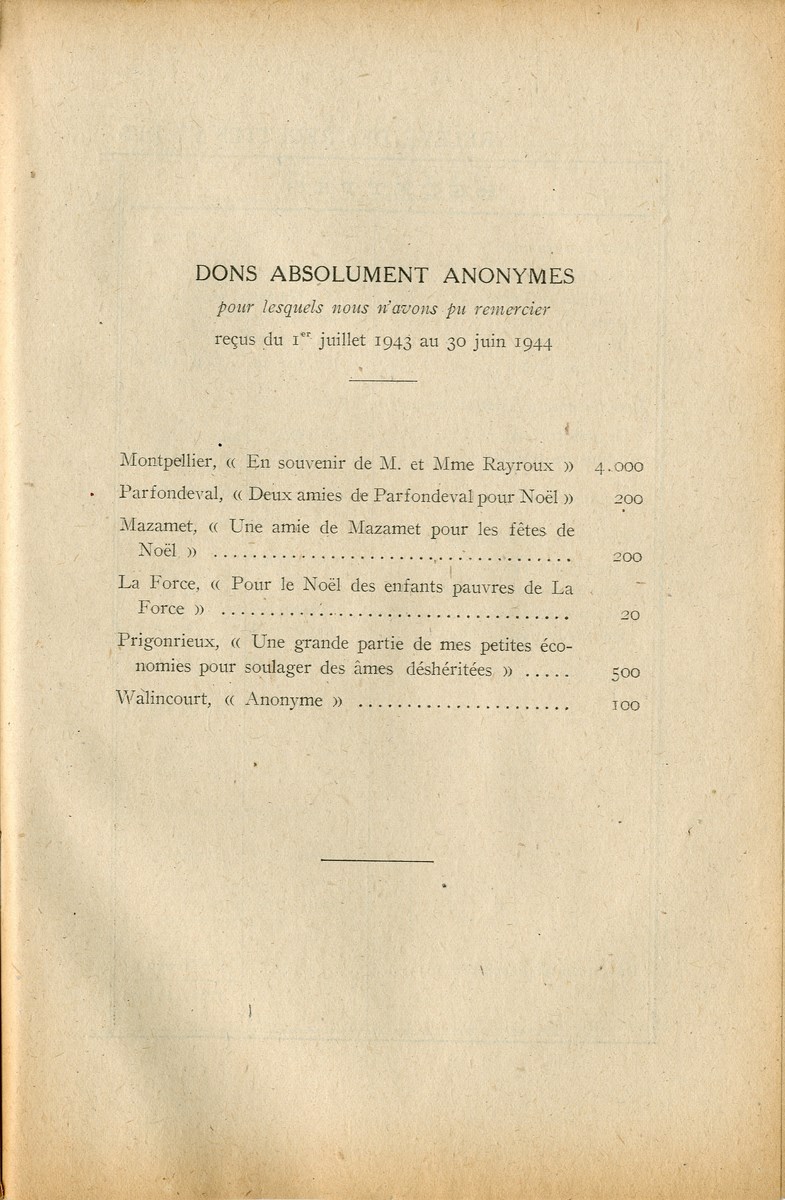 DONS ABSOLUMENT ANONYMES
pour lesquels nous n'avons pu remercier
reçus du 1er juillet 1943 au 30 juin 1944
Montpellier, « En souvenir de M. et Mme Rayroux » 4.000
Parfondeval, « Deux amies de Parfondeval pour Noël » 200
Mazamet, « Une amie de Mazamet pour les fêtes de
Noël » .............................. 200
La Force, « Pour le Noël des enfants pauvres de La
Force » .............................. 20
Prigonrieux, « Une grande partie de mes petites éco-
nomies pour soulager des âmes déshéritées » ..... 500
Walincourt, « Anonyme » ...................... 100